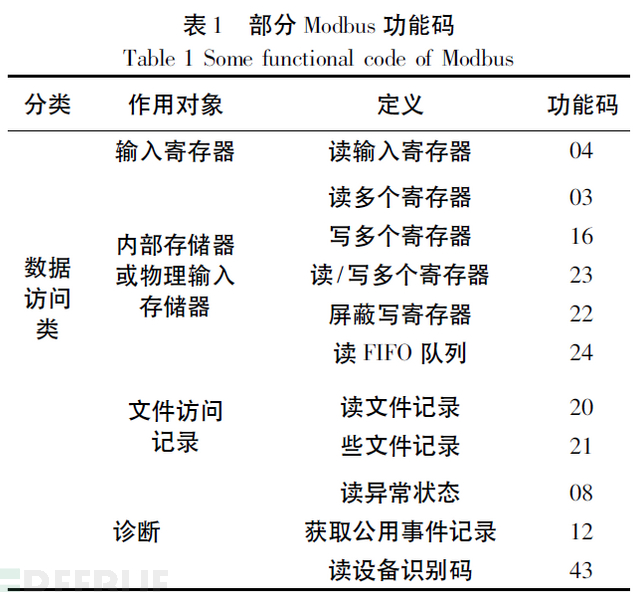 表 1 部分 Modbus 功能码
Table 1 Some functional code of Modbus
分类 作用对象 定义 功能码
输入寄存器 读输入寄存器 04
读多个寄存器 03
内部存储器 写多个寄存器 16
数据 或物理输入 读/写多个寄存器 23
访问 存储器 屏蔽写寄存器 22
类 读 FIFO 队列 24
文件访问 读文件记录 20
记录 些文件记录 21
读异常状态 08
诊断 获取公用事件记录 12
读设备识别码 43